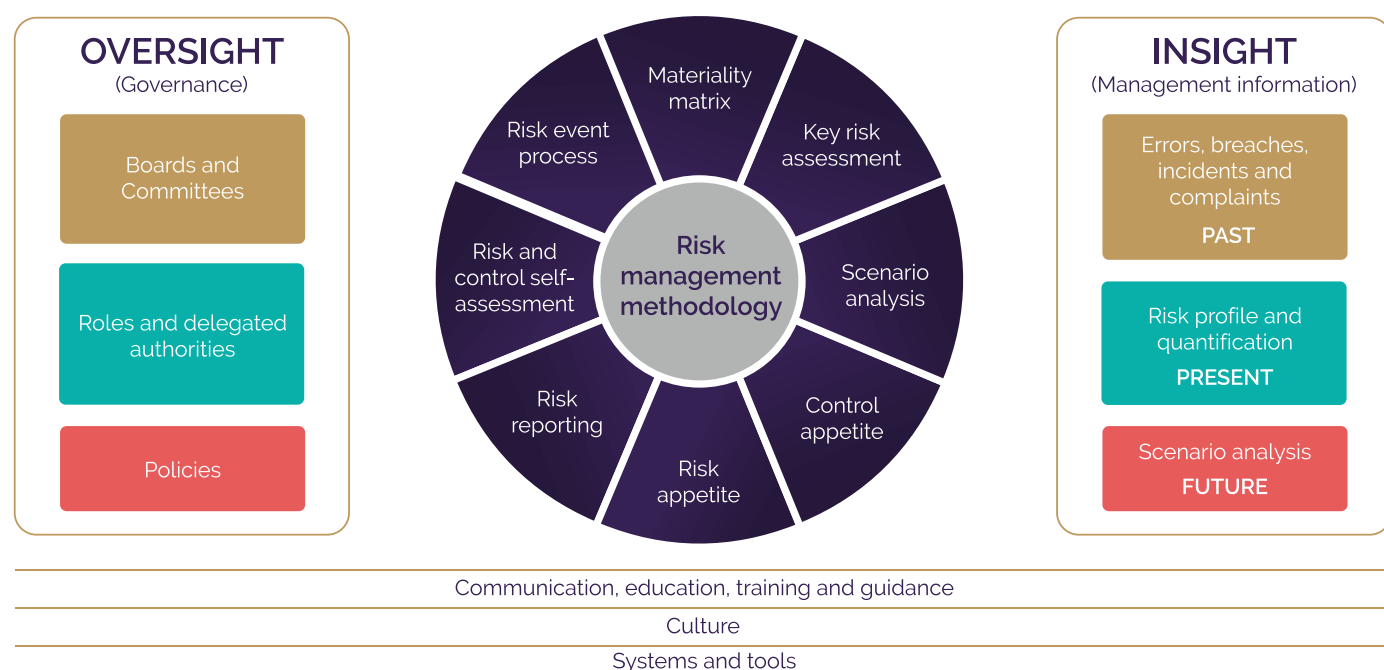 OVERSIGHT
(Governance)
Boards and
Committees
Roles and delegated
authorities
Policies
Materiality
matrix
Key risk
assessment
Scenario
analysis
Control
appetite
Risk
appetite
Risk
reporting
Risk and
control self-
assessment
Risk event
process
Risk
management
methodology
INSIGHT
(Management information)
Errors, breaches,
incidents and
complaints
PAST
Risk profile and
quantification
PRESENT
Scenario analysis
FUTURE
Communication, education, training and guidance
Culture
Systems and tools